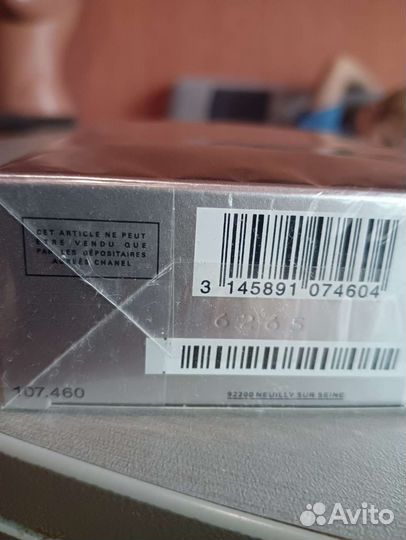 CET ARTICLE NE PEUT
ETRE VENDU QUE
PAR LES DÉPOSITAIRES
AGRÉÉS CHANEL
3 145891 074604
6265
107.460
92200 NEUILLY SUR SEINE
Avito